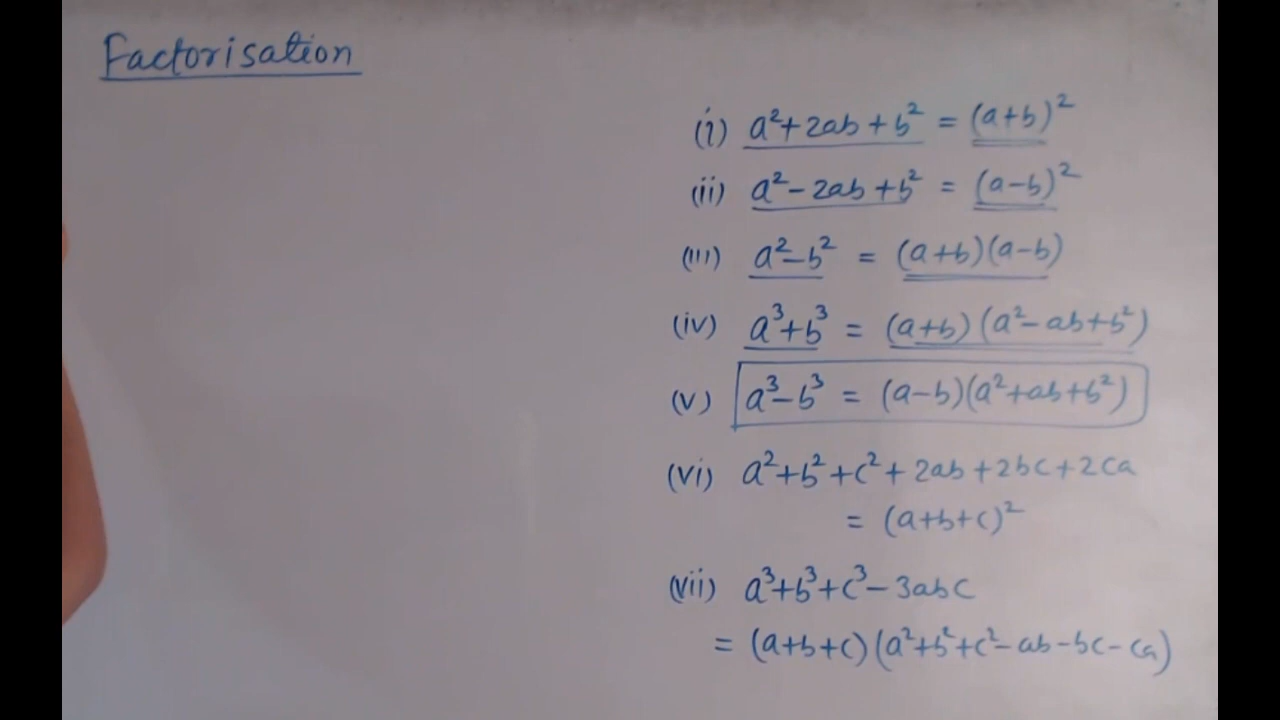 Factorisation
(i) a²+2ab+b² = (a+b)²
(ii) a²-2ab+b² = (a-b)²
(iii) a²-b² = (a+b)(a-b)
(iv) a³+b³ = (a+b)(a²-ab+b²)
(v) a³-b³ = (a-b)(a²+ab+b²)
(vi) a²+b²+c²+2ab+2bc+2ca
= (a+b+c)²
(vii) a³+b³+c³-3abc
= (a+b+c)(a²+b²+c²-ab-bc-ca)